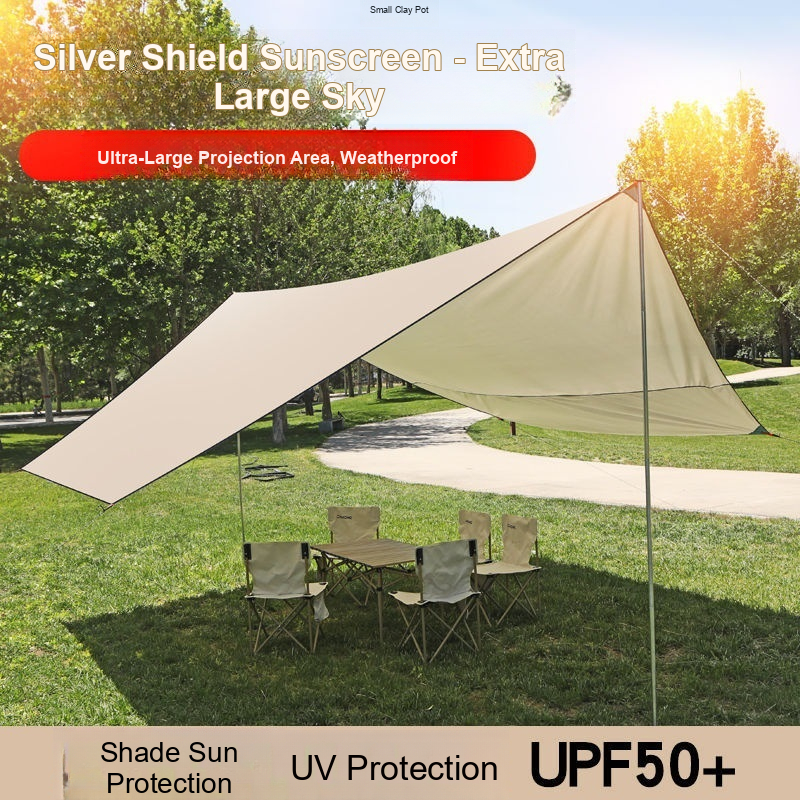 Small Clay Pot
Silver Shield Sunscreen - Extra
Large Sky
Ultra-Large Projection Area, Weatherproof
Shade Sun
Protection
UV Protection
UPF50+